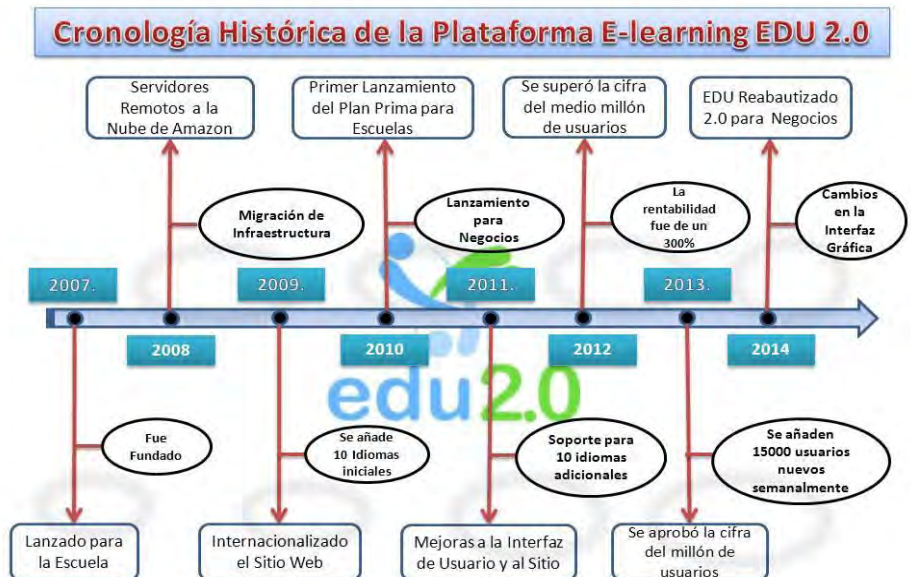 Cronología Histórica de la Plataforma E-learning EDU 2.0
Servidores
Remotos a la
Nube de Amazon
Primer Lanzamiento
del Plan Prima para
Escuelas
Se superó la cifra
del medio millón
de usuarios
EDU Reabautizado
2.0 para Negocios
Migración de
Infraestructura
Lanzamiento
para
Negocios
La
rentabilidad
fue de un
300%
Cambios
en la
Interfaz
Gráfica
2007.
2009.
2011.
2013.
2008
2010
2012
2014
edu2.0
Fue
Fundado
Se añade
10 Idiomas
iniciales
Soporte para
10 idiomas
adicionales
Se añaden
15000 usuarios
nuevos
semanalmente
Lanzado para
la Escuela
Internacionalizado
el Sitio Web
Mejoras a la Interfaz
de Usuario y al Sitio
Se aprobó la cifra
del millón de
usuarios